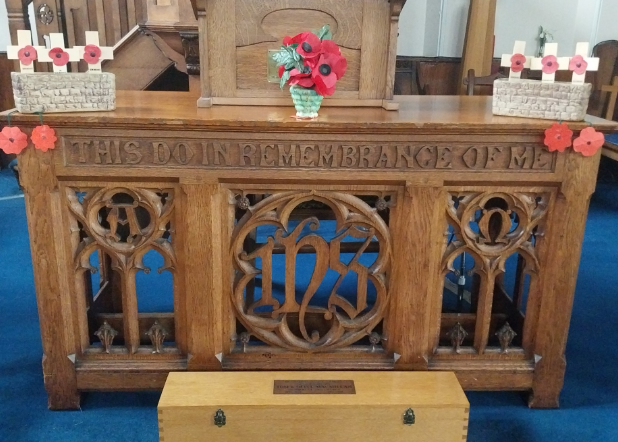 THIS DO IN REMEMBRANCE OF ME
A IHS Ω